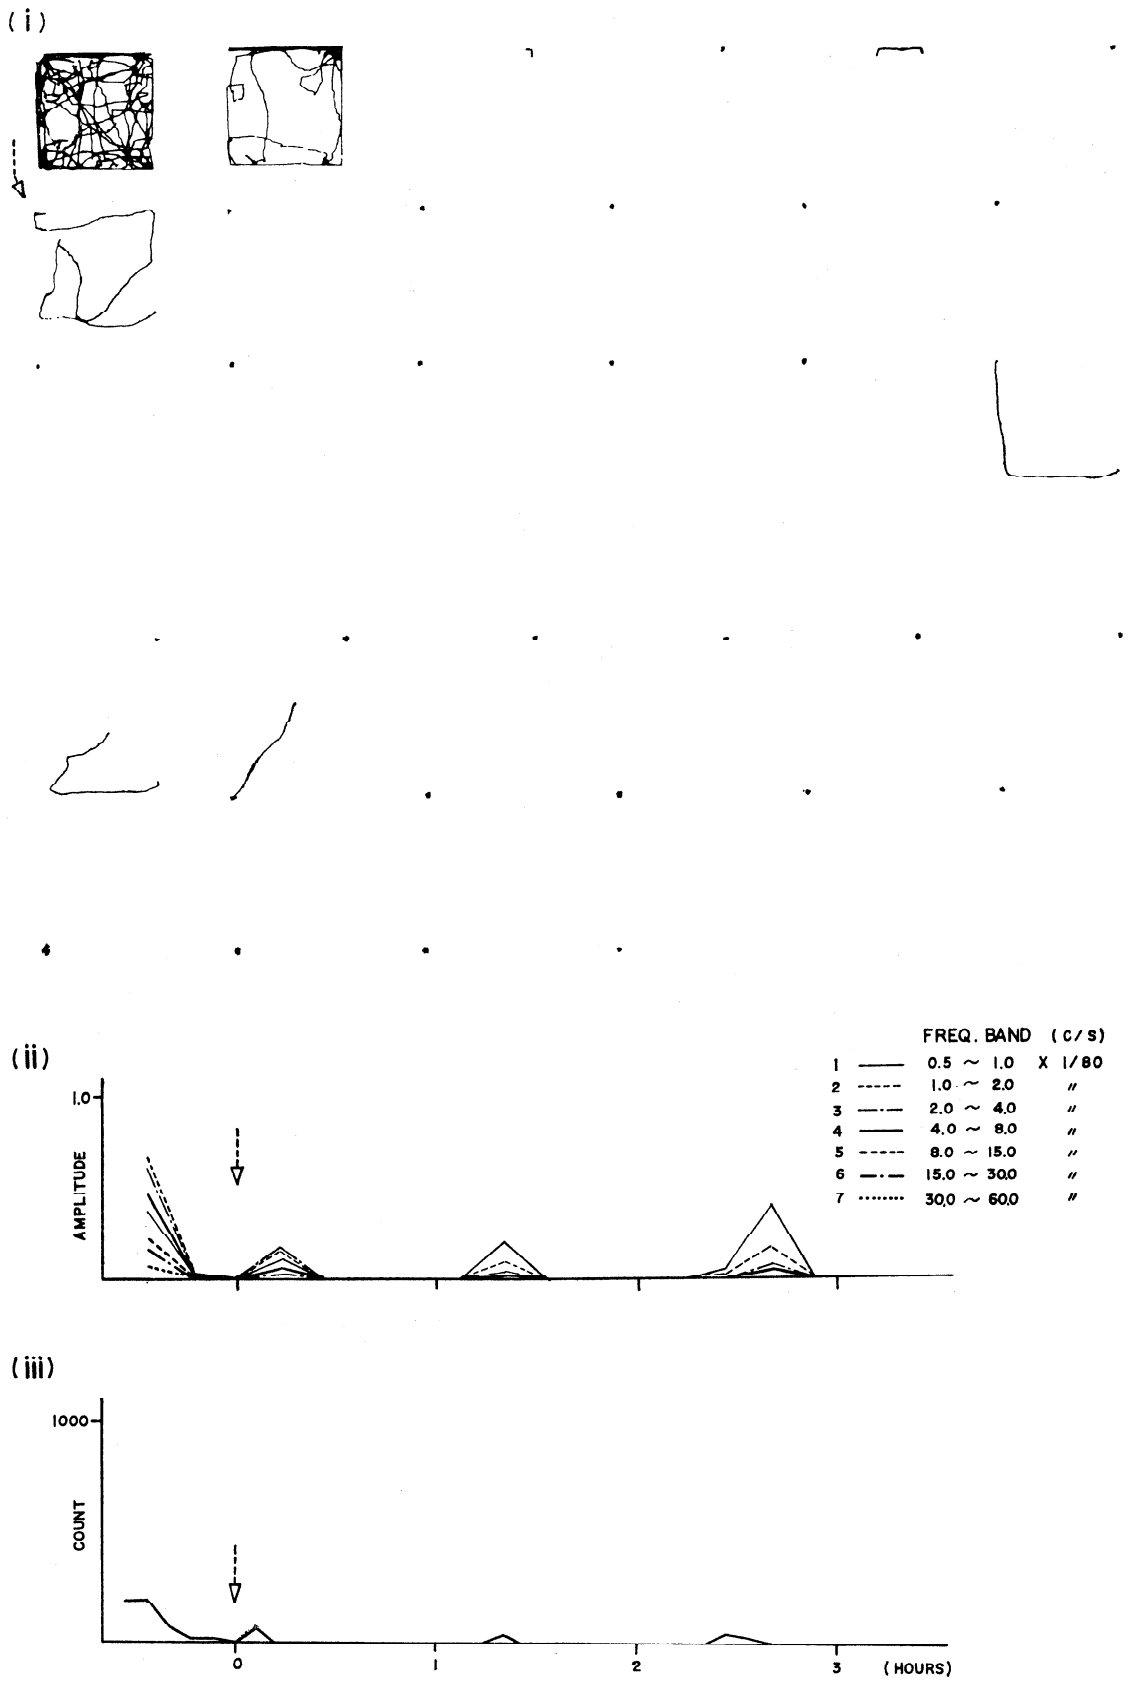 (i)
(ii)
FREQ. BAND (C/S)
1 0.5 ~ 1.0 X 1/80
2 1.0 ~ 2.0 〃
3 2.0 ~ 4.0 〃
4 4.0 ~ 8.0 〃
5 8.0 ~ 15.0 〃
6 15.0 ~ 30.0 〃
7 30.0 ~ 60.0 〃
1.0
AMPLITUDE
(iii)
1000
COUNT
0 1 2 3 (HOURS)